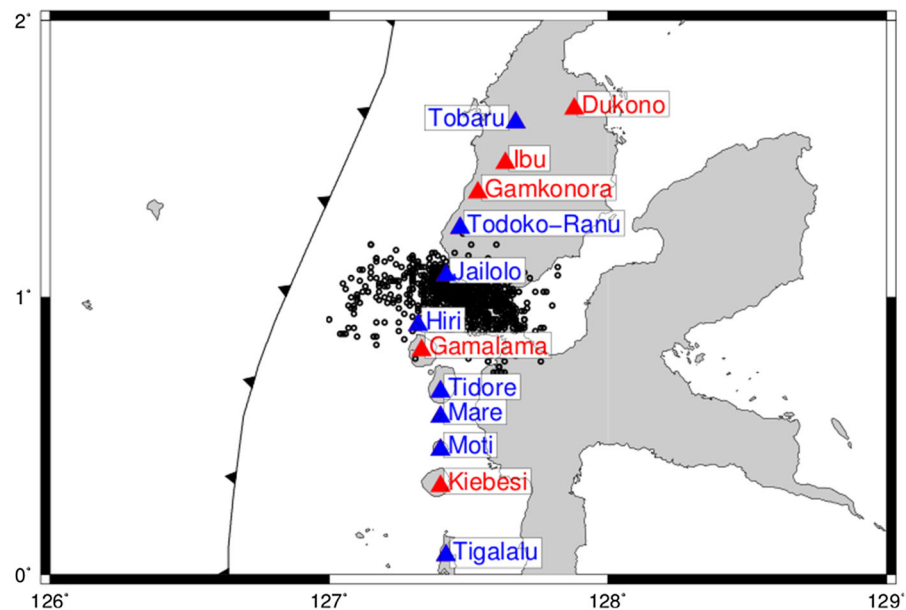 2°
Dukono
Tobaru
Ibu
Gamkonora
Todoko−Ranu
Jailolo
1°
Hiri
Gamalama
Tidore
Mare
Moti
Kiebesi
Tigalalu
0°
126° 127° 128° 129°